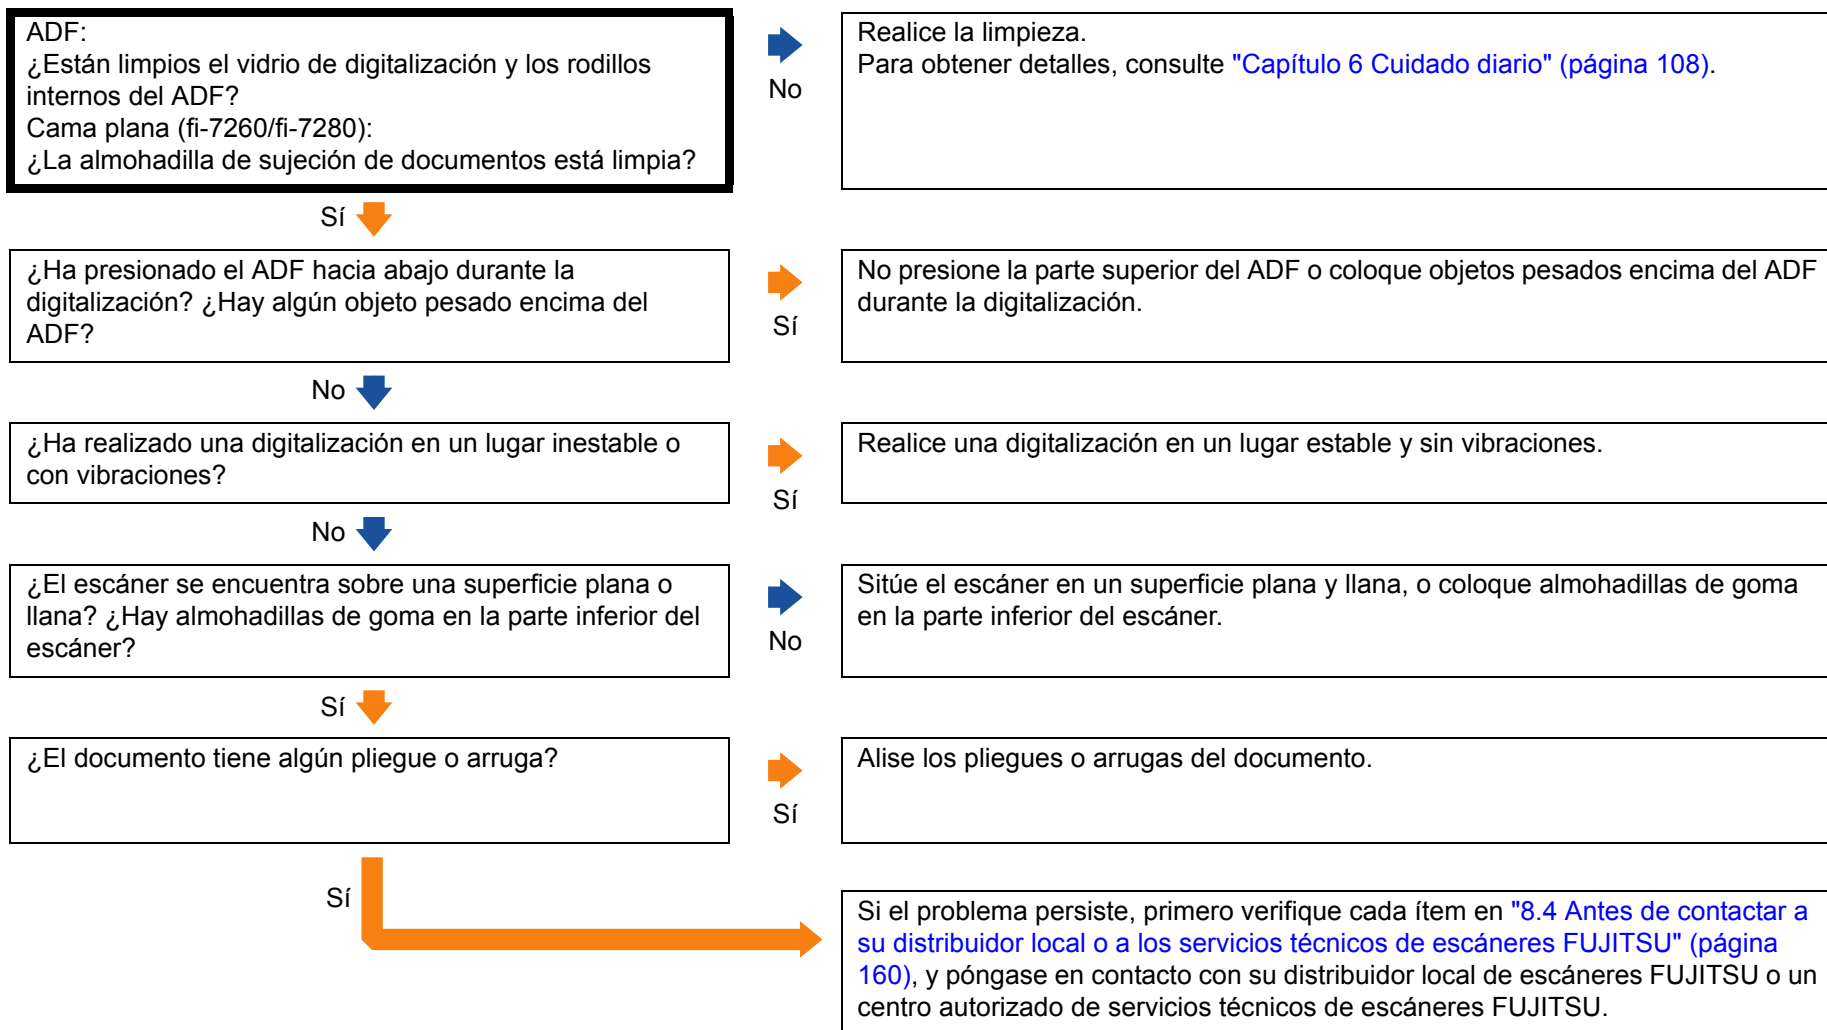 ADF:
¿Están limpios el vidrio de digitalización y los rodillos
internos del ADF?
Cama plana (fi-7260/fi-7280):
¿La almohadilla de sujeción de documentos está limpia?
No
Realice la limpieza.
Para obtener detalles, consulte "Capítulo 6 Cuidado diario" (página 108).
Sí
¿Ha presionado el ADF hacia abajo durante la
digitalización? ¿Hay algún objeto pesado encima del
ADF?
Sí
No presione la parte superior del ADF o coloque objetos pesados encima del ADF
durante la digitalización.
No
¿Ha realizado una digitalización en un lugar inestable o
con vibraciones?
Sí
Realice una digitalización en un lugar estable y sin vibraciones.
No
¿El escáner se encuentra sobre una superficie plana o
llana? ¿Hay almohadillas de goma en la parte inferior del
escáner?
No
Sitúe el escáner en un superficie plana y llana, o coloque almohadillas de goma
en la parte inferior del escáner.
Sí
¿El documento tiene algún pliegue o arruga?
Sí
Alise los pliegues o arrugas del documento.
Sí
Si el problema persiste, primero verifique cada ítem en "8.4 Antes de contactar a
su distribuidor local o a los servicios técnicos de escáneres FUJITSU" (página
160), y póngase en contacto con su distribuidor local de escáneres FUJITSU o un
centro autorizado de servicios técnicos de escáneres FUJITSU.